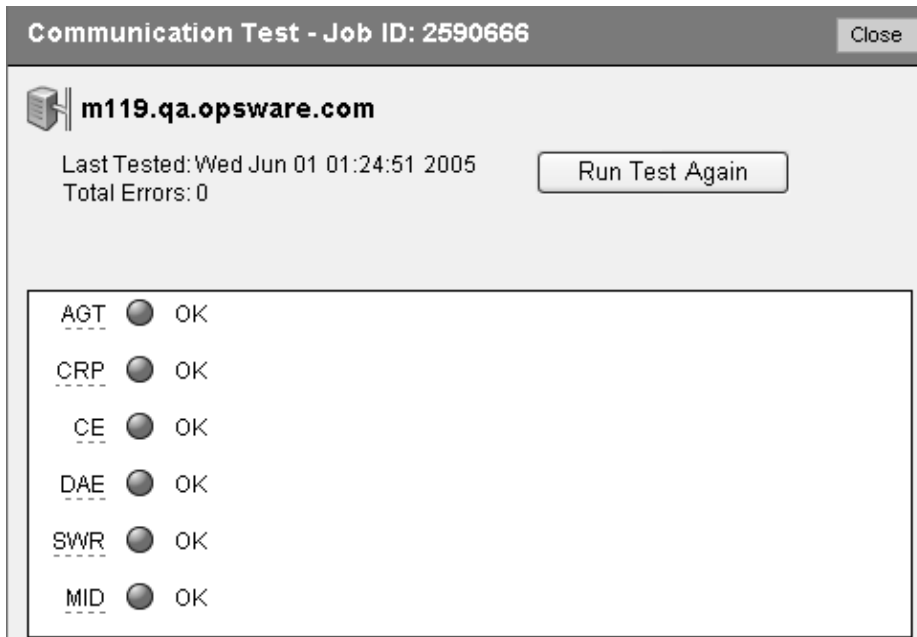 Communication Test - Job ID: 2590666
Close
m119.qa.opsware.com
Last Tested: Wed Jun 01 01:24:51 2005
Total Errors: 0
Run Test Again
AGT OK
CRP OK
CE OK
DAE OK
SWR OK
MID OK